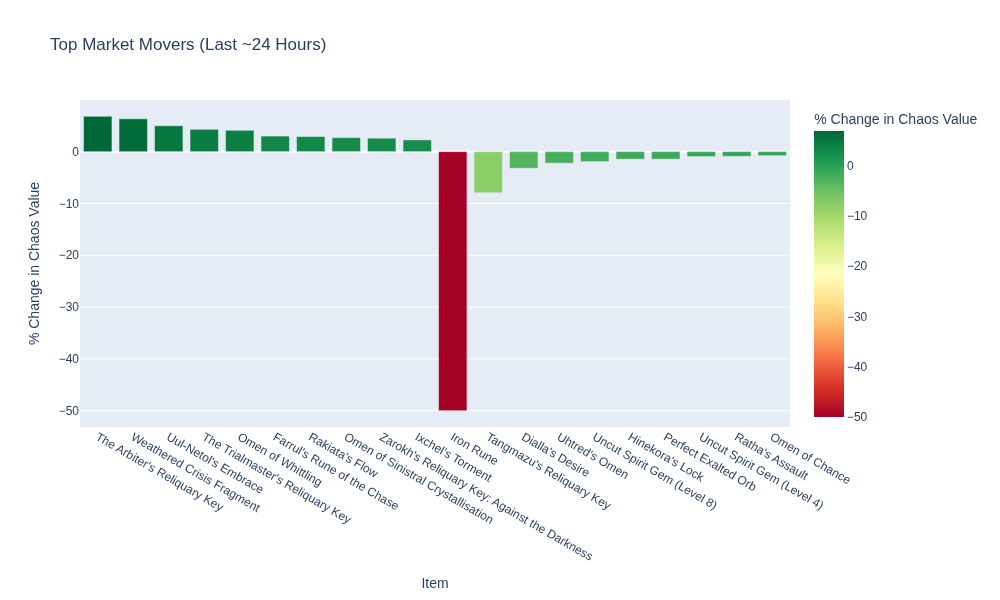 Top Market Movers (Last ~24 Hours)
% Change in Chaos Value
% Change in Chaos Value
0
−10
−20
−30
−40
−50
0
−10
−20
−30
−40
−50
The Arbiter's Reliquary Key
Weathered Crisis Fragment
Uul-Netol's Embrace
The Trialmaster's Reliquary Key
Omen of Whittling
Farrul's Rune of the Chase
Rakiata's Flow
Omen of Sinistral Crystallisation
Zarokh's Reliquary Key: Against the Darkness
Ixchel's Torment
Iron Rune
Tangmazu's Reliquary Key
Dialla's Desire
Uhtred's Omen
Uncut Spirit Gem (Level 8)
Hinekora's Lock
Perfect Exalted Orb
Uncut Spirit Gem (Level 4)
Ratha's Assault
Omen of Chance
Item